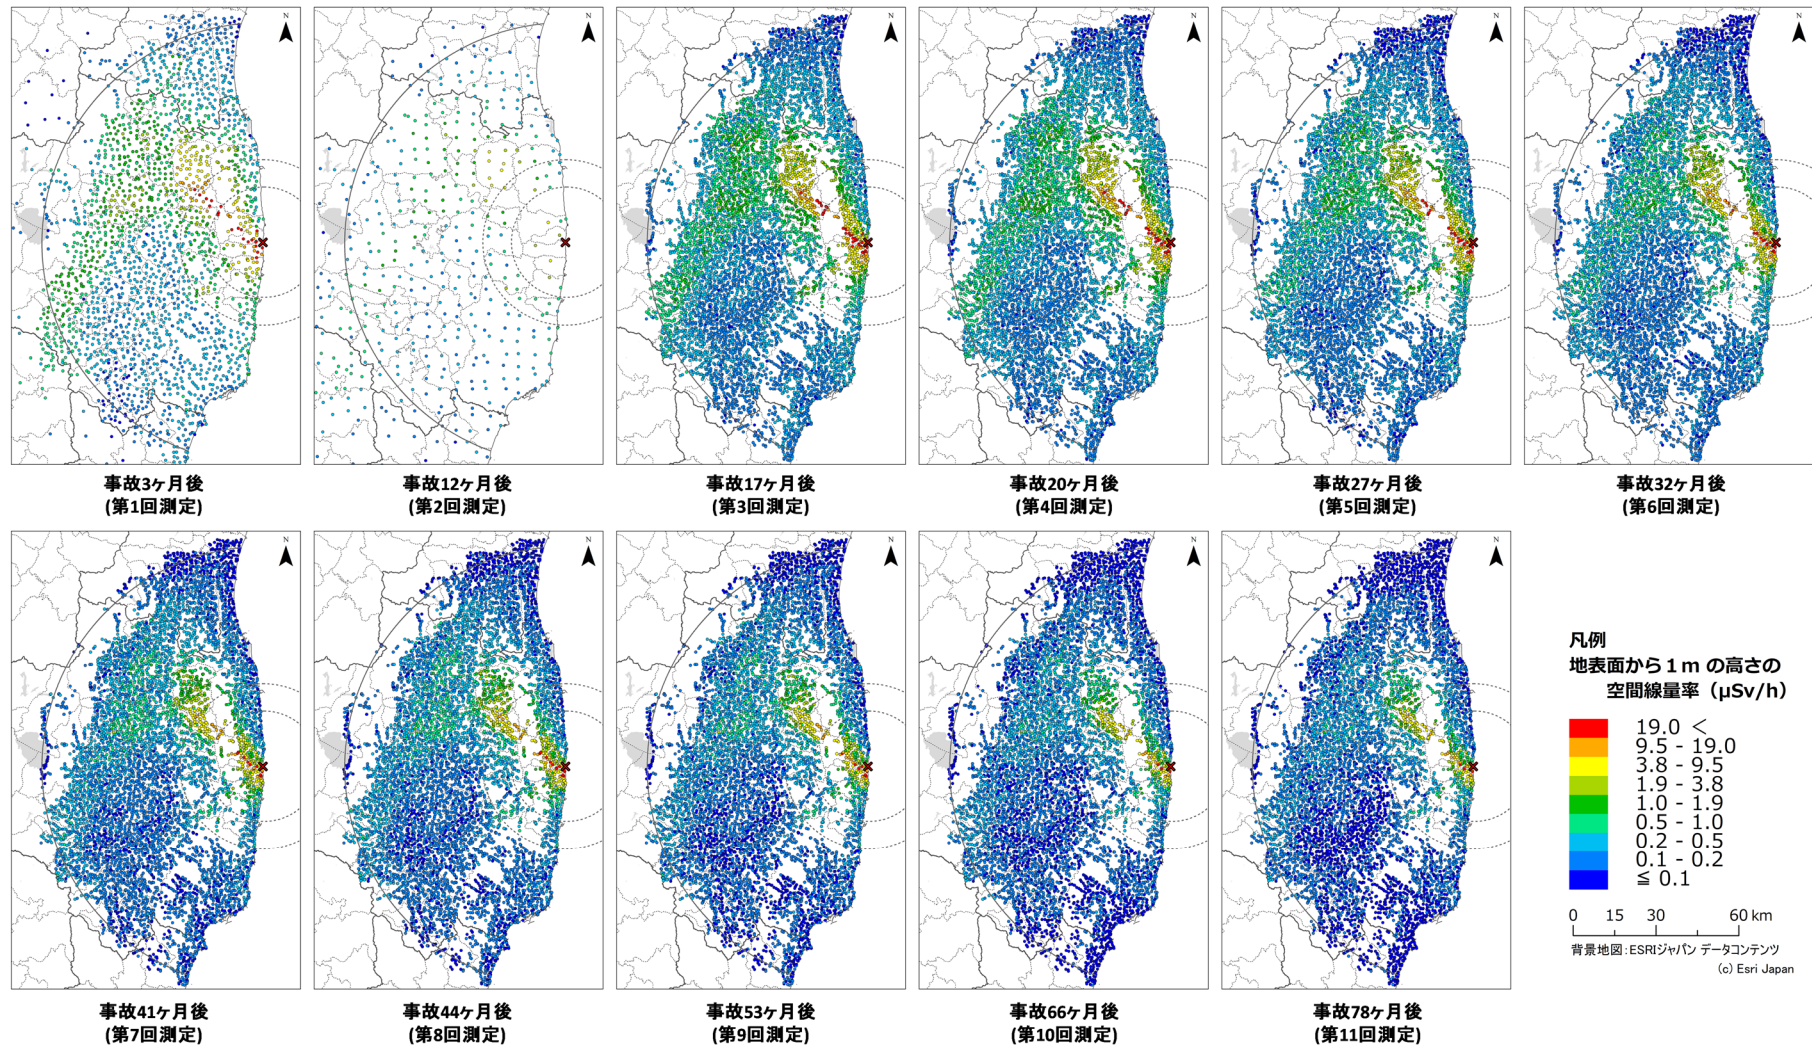 N
N
N
N
N
N
事故3ヶ月後
(第1回測定)
事故12ヶ月後
(第2回測定)
事故17ヶ月後
(第3回測定)
事故20ヶ月後
(第4回測定)
事故27ヶ月後
(第5回測定)
事故32ヶ月後
(第6回測定)
N
N
N
N
N
事故41ヶ月後
(第7回測定)
事故44ヶ月後
(第8回測定)
事故53ヶ月後
(第9回測定)
事故66ヶ月後
(第10回測定)
事故78ヶ月後
(第11回測定)
凡例
地表面から1mの高さの
空間線量率(μSv/h)
19.0 <
9.5 - 19.0
3.8 - 9.5
1.9 - 3.8
1.0 - 1.9
0.5 - 1.0
0.2 - 0.5
0.1 - 0.2
≦ 0.1
0 15 30 60 km
背景地図:ESRIジャパン データコンテンツ
(c) Esri Japan